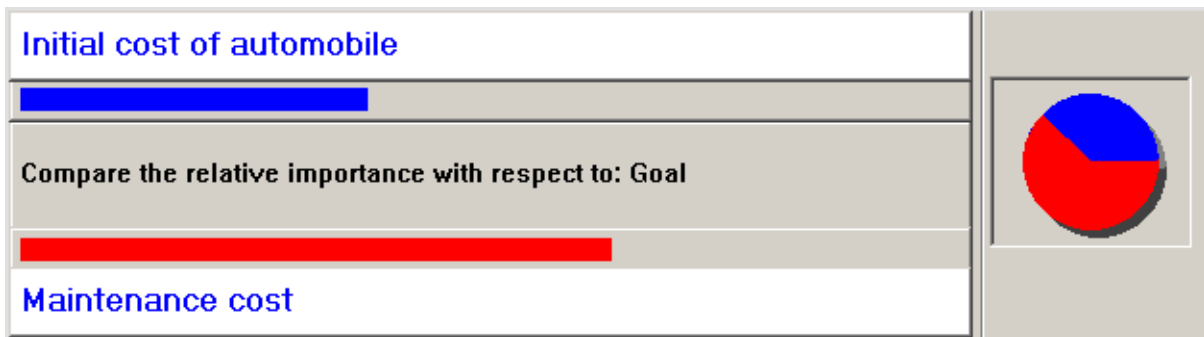 Initial cost of automobile
Compare the relative importance with respect to: Goal
Maintenance cost